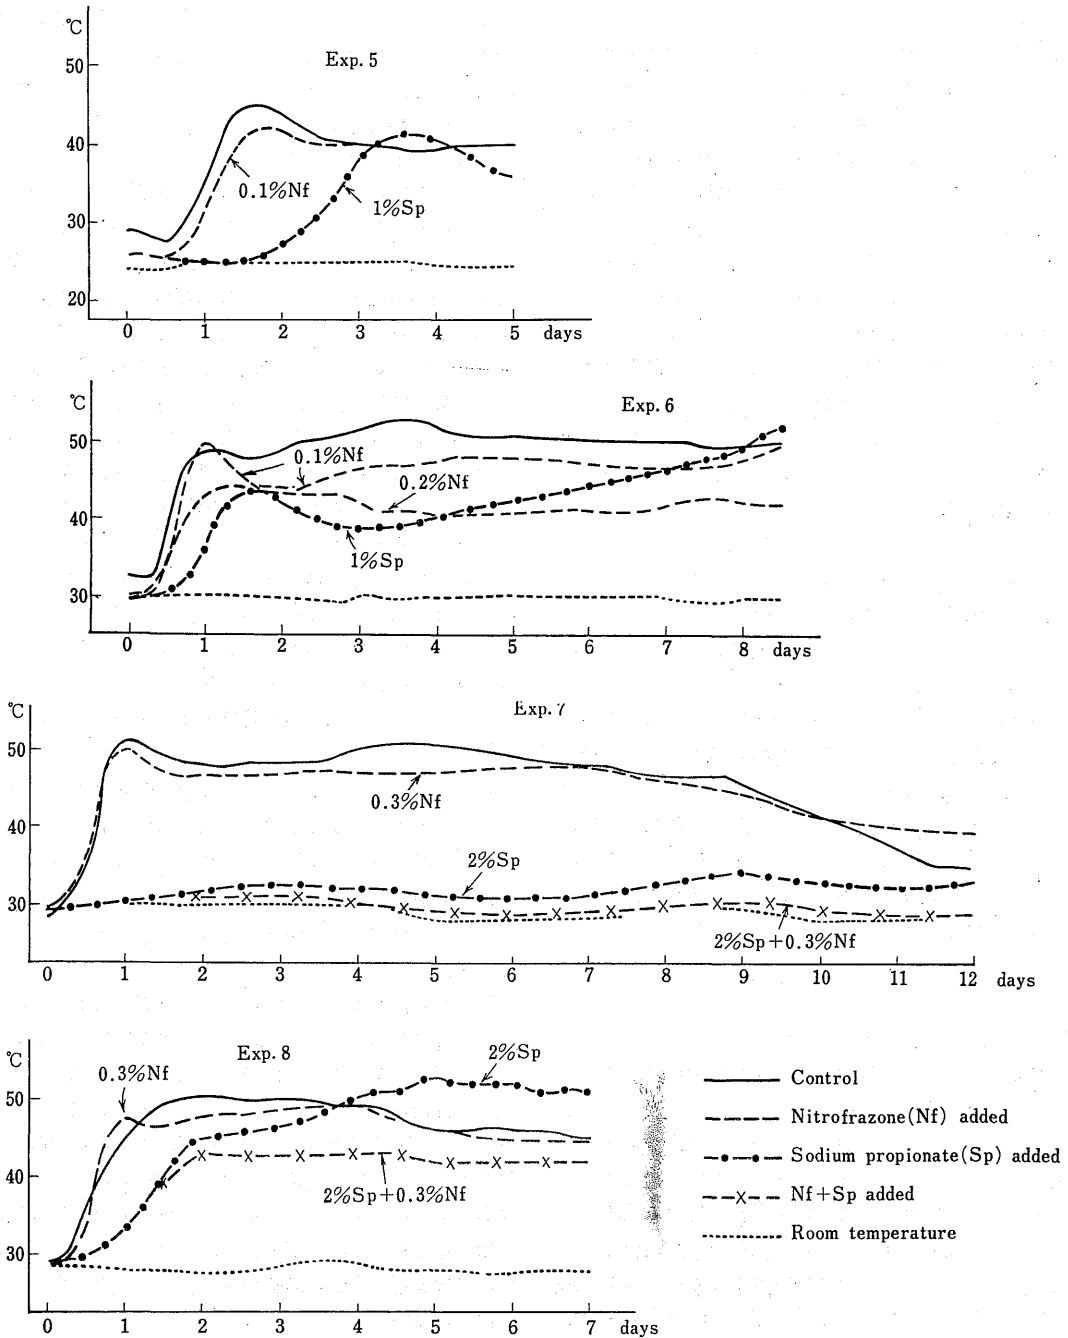 ℃
Exp. 5
50
40
0.1%Nf
1%Sp
30
20
0 1 2 3 4 5 days
℃
Exp. 6
50
0.1%Nf
0.2%Nf
40
1%Sp
30
0 1 2 3 4 5 6 7 8 days
℃
Exp. 7
50
0.3%Nf
40
2%Sp
30
2%Sp+0.3%Nf
0 1 2 3 4 5 6 7 8 9 10 11 12 days
℃
Exp. 8
2%Sp
0.3%Nf
50
40
2%Sp+0.3%Nf
30
0 1 2 3 4 5 6 7 days
Control
Nitrofrazone(Nf) added
Sodium propionate(Sp) added
Nf+Sp added
Room temperature